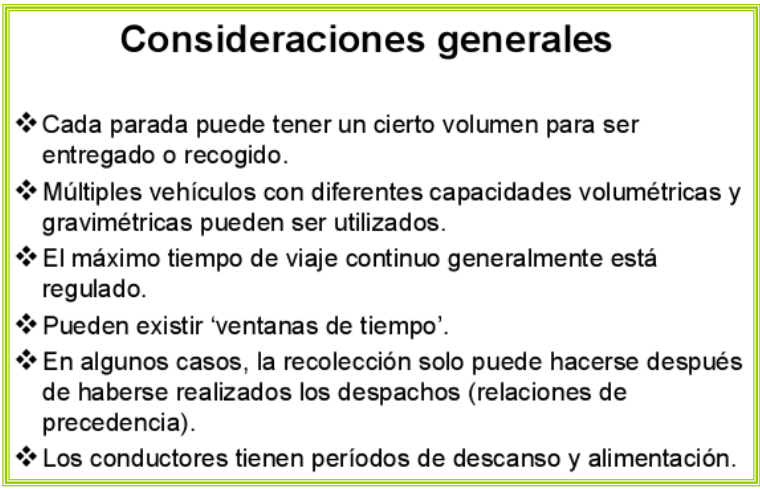 Consideraciones generales
❖ Cada parada puede tener un cierto volumen para ser
entregado o recogido.
❖ Múltiples vehículos con diferentes capacidades volumétricas y
gravimétricas pueden ser utilizados.
❖ El máximo tiempo de viaje continuo generalmente está
regulado.
❖ Pueden existir ‘ventanas de tiempo’.
❖ En algunos casos, la recolección solo puede hacerse después
de haberse realizados los despachos (relaciones de
precedencia).
❖ Los conductores tienen períodos de descanso y alimentación.